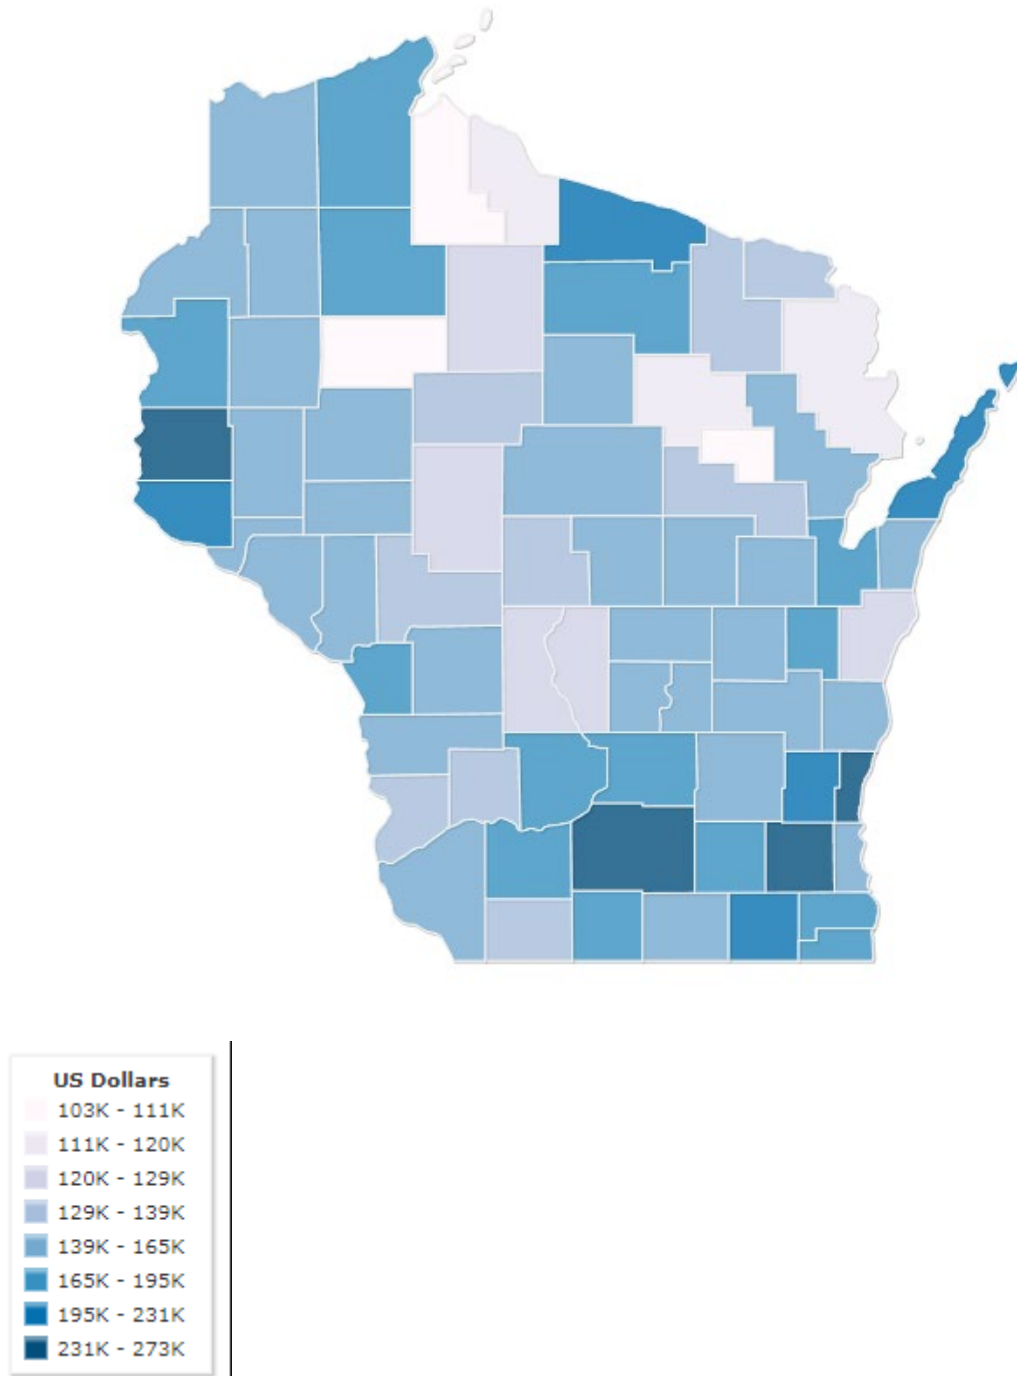 US Dollars
103K - 111K
111K - 120K
120K - 129K
129K - 139K
139K - 165K
165K - 195K
195K - 231K
231K - 273K